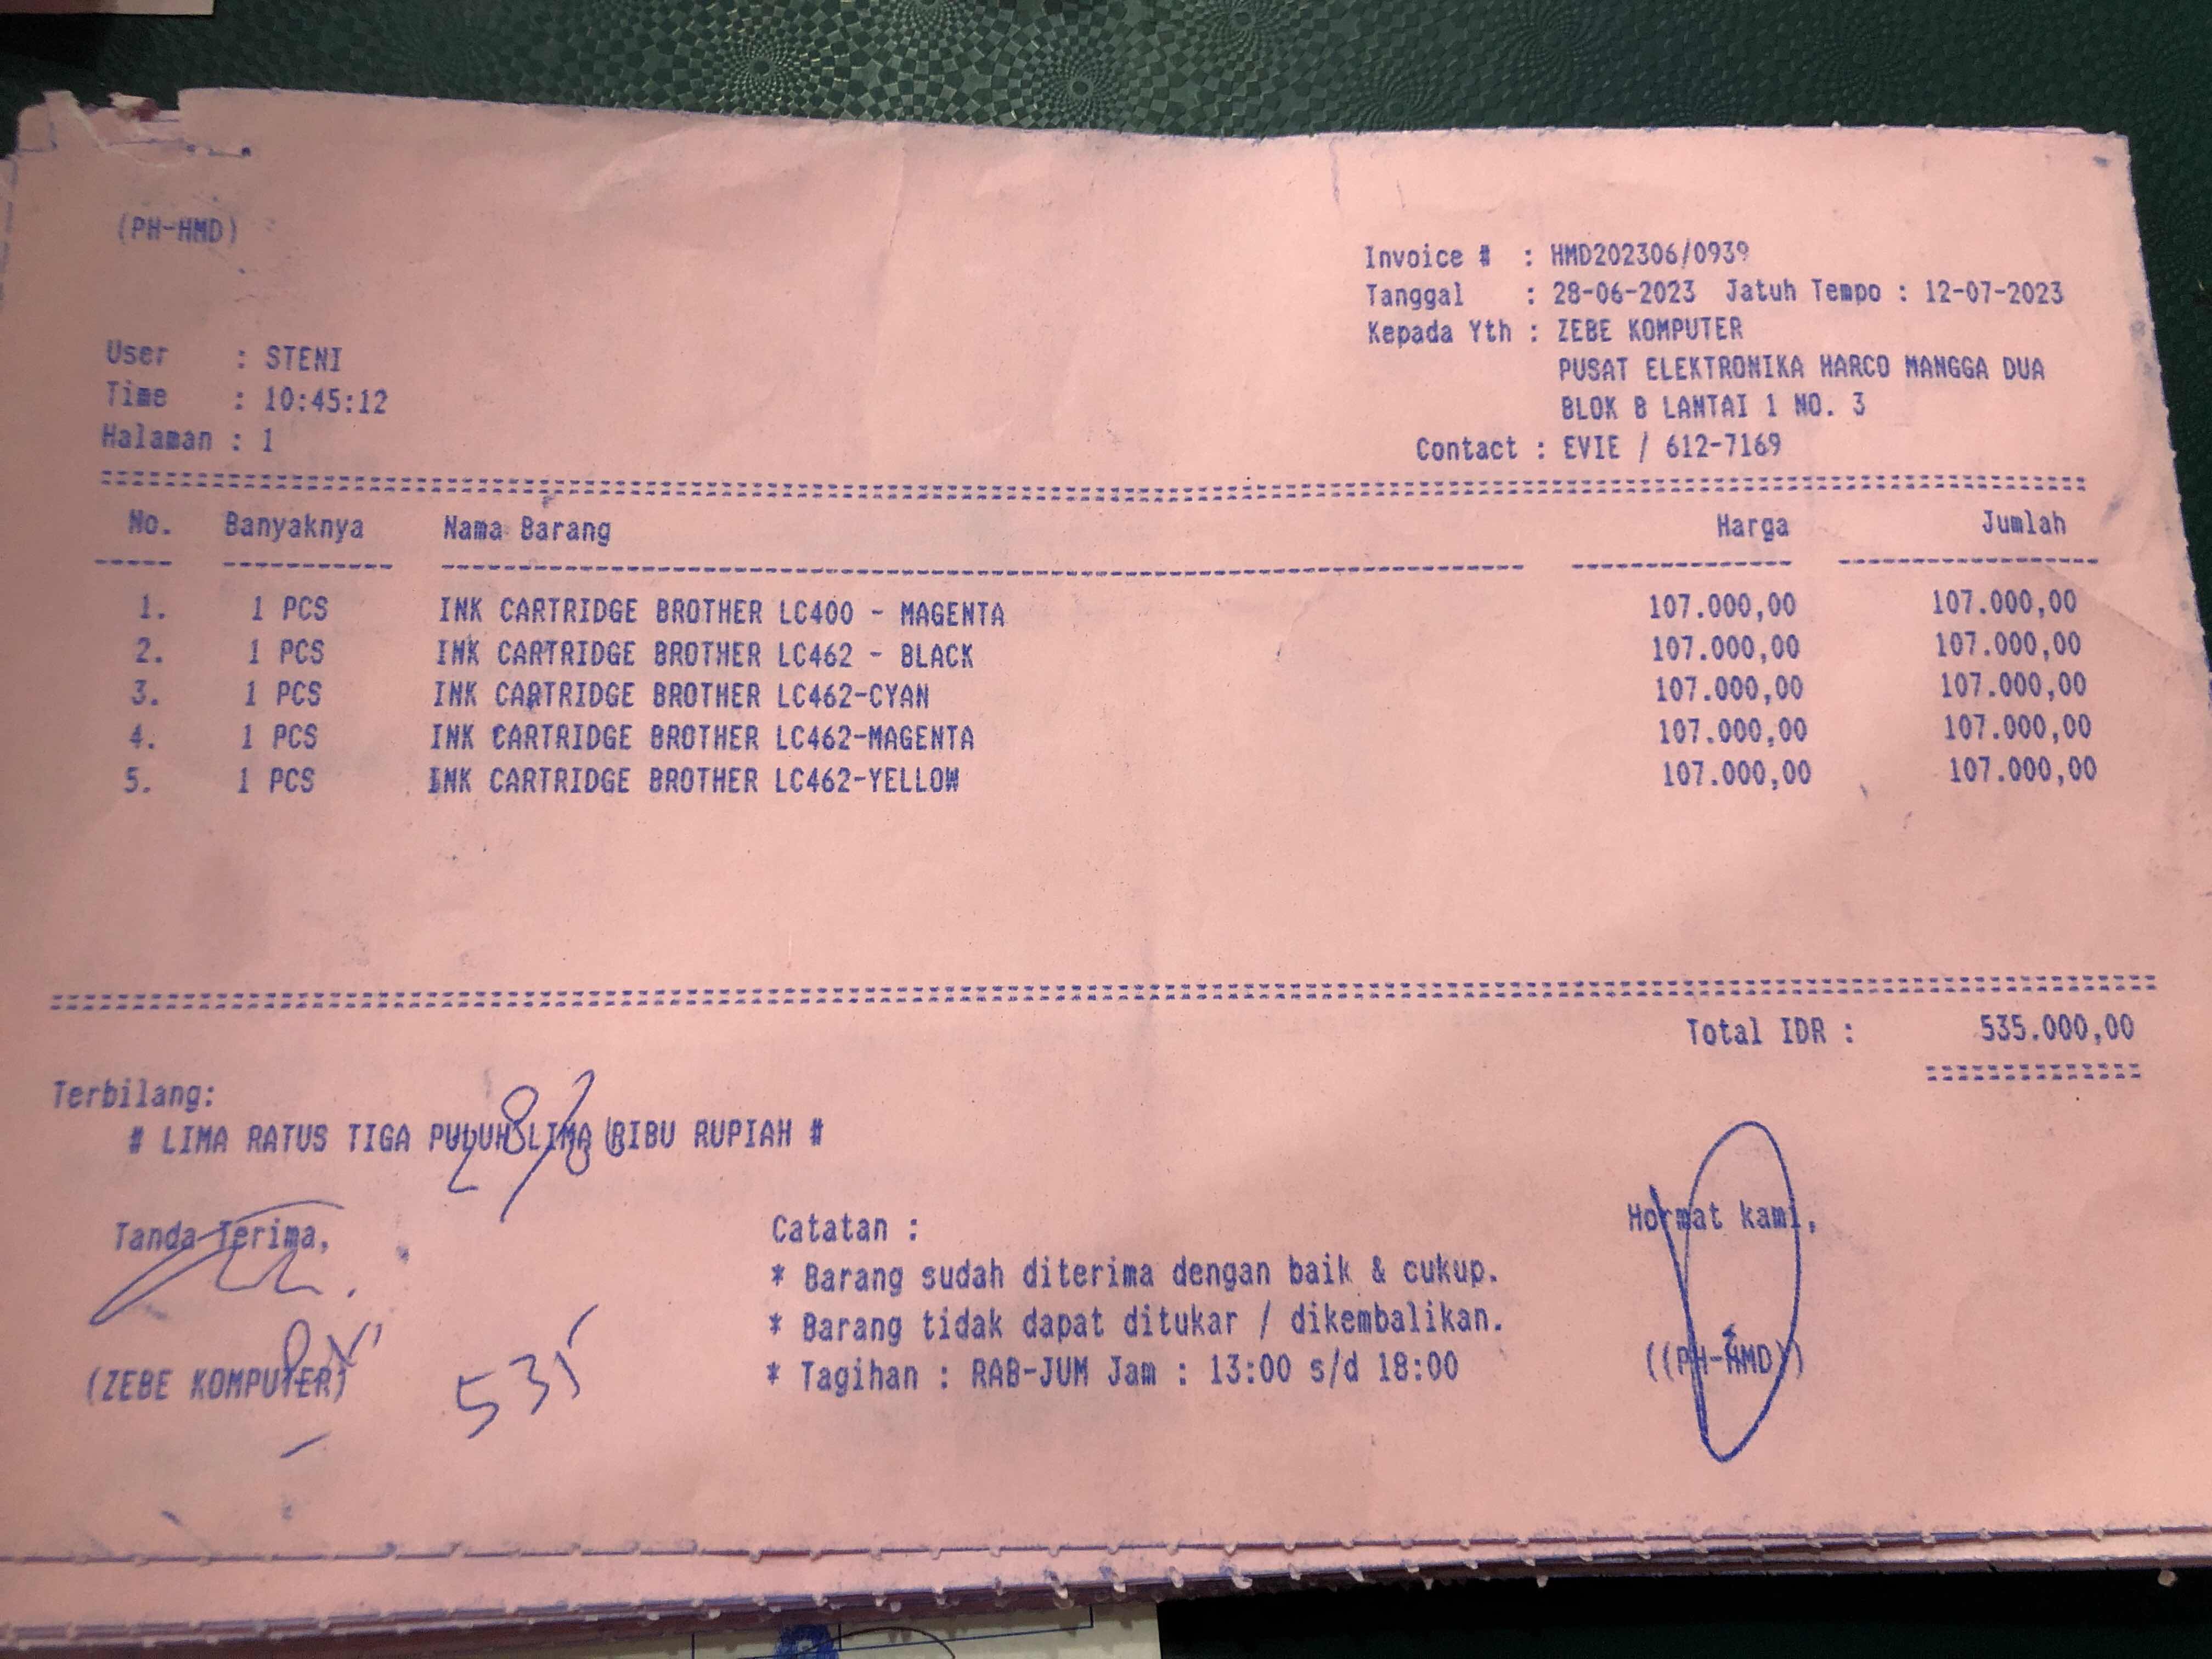 (PH-HMD)
Invoice # : HMD202306/0939
Tanggal : 28-06-2023 Jatuh Tempo : 12-07-2023
Kepada Yth : ZEBE KOMPUTER
PUSAT ELEKTRONIKA HARCO MANGGA DUA
BLOK B LANTAI 1 NO. 3
Contact : EVIE / 612-7169
User : STENI
Time : 10:45:12
Halaman : 1
No. Banyaknya Nama Barang Harga Jumlah
1. 1 PCS INK CARTRIDGE BROTHER LC400 - MAGENTA 107.000,00 107.000,00
2. 1 PCS INK CARTRIDGE BROTHER LC462 - BLACK 107.000,00 107.000,00
3. 1 PCS INK CARTRIDGE BROTHER LC462-CYAN 107.000,00 107.000,00
4. 1 PCS INK CARTRIDGE BROTHER LC462-MAGENTA 107.000,00 107.000,00
5. 1 PCS INK CARTRIDGE BROTHER LC462-YELLOW 107.000,00 107.000,00
Total IDR : 535.000,00
Terbilang:
# LIMA RATUS TIGA PULUH LIMA RIBU RUPIAH #
28/6
Tanda Terima,
(ZEBE KOMPUTER)
535
Catatan :
* Barang sudah diterima dengan baik & cukup.
* Barang tidak dapat ditukar / dikembalikan.
* Tagihan : RAB-JUM Jam : 13:00 s/d 18:00
Hormat kami,
((PH-HMD))